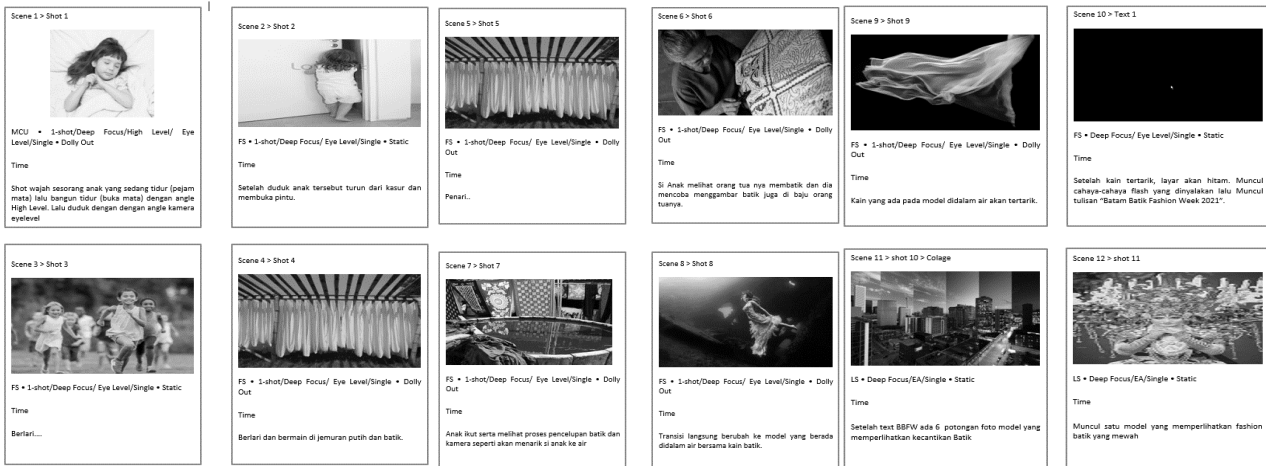 Scene 1 > Shot 1
MCU • 1-shot/Deep Focus/High Level/ Eye
Level/Single • Dolly Out
Time
Shot wajah sesorang anak yang sedang tidur (pejam
mata) lalu bangun tidur (buka mata) dengan angle
High Level. Lalu duduk dengan dengan angle kamera
eyelevel
Scene 2 > Shot 2
FS • 1-shot/Deep Focus/ Eye Level/Single • Static
Time
Setelah duduk anak tersebut turun dari kasur dan
membuka pintu.
Scene 5 > Shot 5
FS • 1-shot/Deep Focus/ Eye Level/Single • Dolly
Out
Time
Penari..
Scene 6 > Shot 6
FS • 1-shot/Deep Focus/ Eye Level/Single • Dolly
Out
Time
Si Anak melihat orang tua nya membatik dan dia
mencoba menggambar batik juga di baju orang
tuanya.
Scene 9 > Shot 9
FS • 1-shot/Deep Focus/ Eye Level/Single • Dolly
Out
Time
Kain yang ada pada model didalam air akan tertarik.
Scene 10 > Text 1
FS • Deep Focus/ Eye Level/Single • Static
Time
Setelah kain tertarik, layar akan hitam. Muncul
cahaya-cahaya flash yang dinyalakan lalu Muncul
tulisan "Batam Batik Fashion Week 2021".
Scene 3 > Shot 3
FS • 1-shot/Deep Focus/ Eye Level/Single • Static
Time
Berlari....
Scene 4 > Shot 4
FS • 1-shot/Deep Focus/ Eye Level/Single • Dolly
Out
Time
Berlari dan bermain di jemuran putih dan batik.
Scene 7 > Shot 7
FS • 1-shot/Deep Focus/ Eye Level/Single • Dolly
Out
Time
Anak ikut serta melihat proses pencelupan batik dan
kamera seperti akan menarik si anak ke air
Scene 8 > Shot 8
FS • 1-shot/Deep Focus/ Eye Level/Single • Dolly
Out
Time
Transisi langsung berubah ke model yang berada
didalam air bersama kain batik.
Scene 11 > shot 10 > Colage
LS • Deep Focus/EA/Single • Static
Time
Setelah text BBFW ada 6 potongan foto model yang
memperlihatkan kecantikan Batik
Scene 12 > shot 11
LS • Deep Focus/EA/Single • Static
Time
Muncul satu model yang memperlihatkan fashion
batik yang mewah